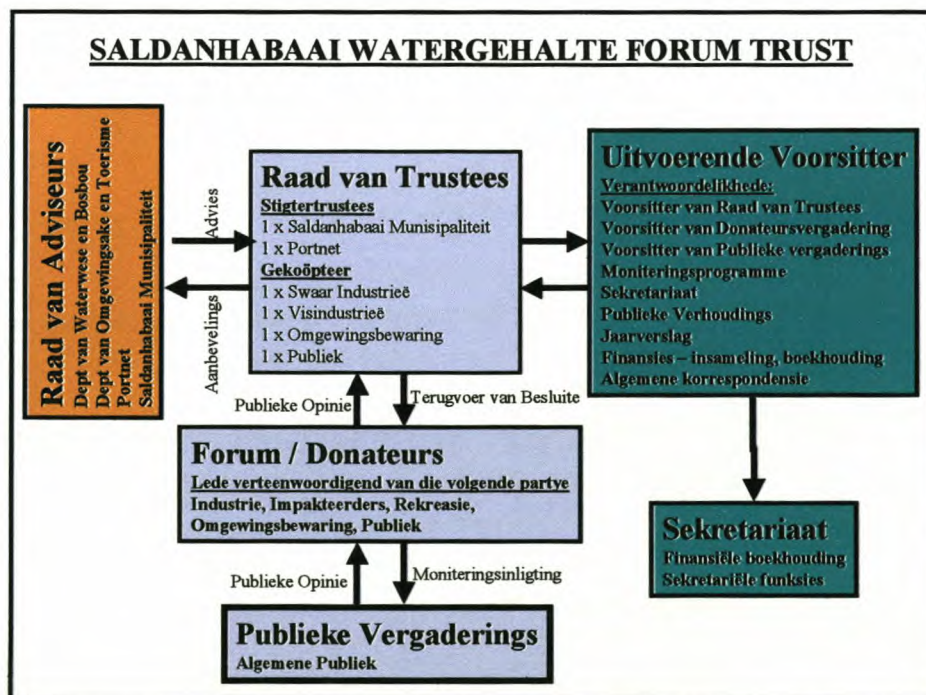 SALDANHABAAI WATERGEHALTE FORUM TRUST
Raad van Adviseurs
Dept van Waterwese en Bosbou
Dept van Omgewingsake en Toerisme
Portnet
Saldanhabaai Munisipaliteit
Advies
Aanbevelings
Raad van Trustees
Stigtertrustees
1 x Saldanhabaai Munisipaliteit
1 x Portnet
Gekoöpteer
1 x Swaar Industrieë
1 x Visindustrieë
1 x Omgewingsbewaring
1 x Publiek
Uitvoerende Voorsitter
Verantwoordelikhede:
Voorsitter van Raad van Trustees
Voorsitter van Donateursvergadering
Voorsitter van Publieke vergaderings
Moniteringsprogramme
Sekretariaat
Publieke Verhoudings
Jaarverslag
Finansies – insameling, boekhouding
Algemene korrespondensie
Publieke Opinie
Terugvoer van Besluite
Forum / Donateurs
Lede verteenwoordigend van die volgende partye
Industrie, Impakteerders, Rekreasie,
Omgewingsbewaring, Publiek
Publieke Opinie
Moniteringsinligting
Sekretariaat
Finansiële boekhouding
Sekretariële funksies
Publieke Vergaderings
Algemene Publiek